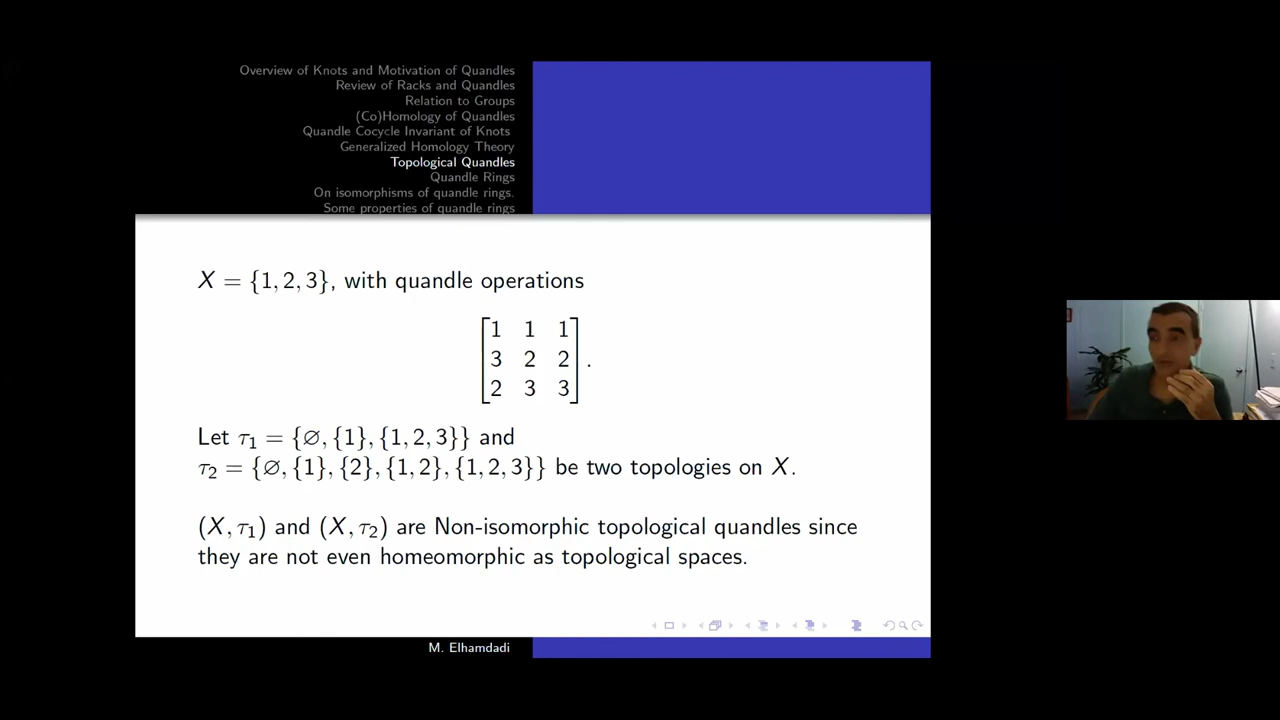 Overview of Knots and Motivation of Quandles
Review of Racks and Quandles
Relation to Groups
(Co)Homology of Quandles
Quandle Cocycle Invariant of Knots
Generalized Homology Theory
Topological Quandles
Quandle Rings
On isomorphisms of quandle rings.
Some properties of quandle rings
X = {1, 2, 3}, with quandle operations
[1 1 1]
[3 2 2]
[2 3 3].
Let τ₁ = {∅, {1}, {1, 2, 3}} and
τ₂ = {∅, {1}, {2}, {1, 2}, {1, 2, 3}} be two topologies on X.
(X, τ₁) and (X, τ₂) are Non-isomorphic topological quandles since
they are not even homeomorphic as topological spaces.
M. Elhamdadi